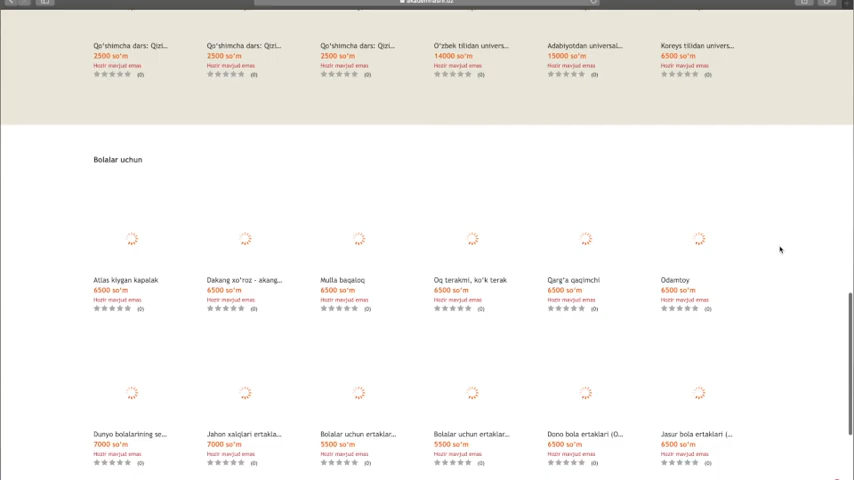 akademnashr.uz
Qo'shimcha dars: Qizi... Qo'shimcha dars: Qizi... Qo'shimcha dars: Qizi... O'zbek tilidan univers... Adabiyotdan universal... Koreys tilidan univers...
2500 so'm 2500 so'm 2500 so'm 14000 so'm 15000 so'm 6500 so'm
Hozir mavjud emas Hozir mavjud emas Hozir mavjud emas Hozir mavjud emas Hozir mavjud emas Hozir mavjud emas
(0) (0) (0) (0) (0) (0)
Bolalar uchun
Atlas kiygan kapalak Dakang xo'roz - akang... Mulla baqaloq Oq terakmi, ko'k terak Qarg'a qaqimchi Odamtoy
6500 so'm 6500 so'm 6500 so'm 6500 so'm 6500 so'm 6500 so'm
Hozir mavjud emas Hozir mavjud emas Hozir mavjud emas Hozir mavjud emas Hozir mavjud emas Hozir mavjud emas
(0) (0) (0) (0) (0) (0)
Dunyo bolalarining se... Jahon xalqlari ertakla... Bolalar uchun ertaklar... Bolalar uchun ertaklar... Dono bola ertaklari (O... Jasur bola ertaklari (...
7000 so'm 7000 so'm 5500 so'm 5500 so'm 6500 so'm 6500 so'm
Hozir mavjud emas Hozir mavjud emas Hozir mavjud emas Hozir mavjud emas Hozir mavjud emas Hozir mavjud emas
(0) (0) (0) (0) (0) (0)